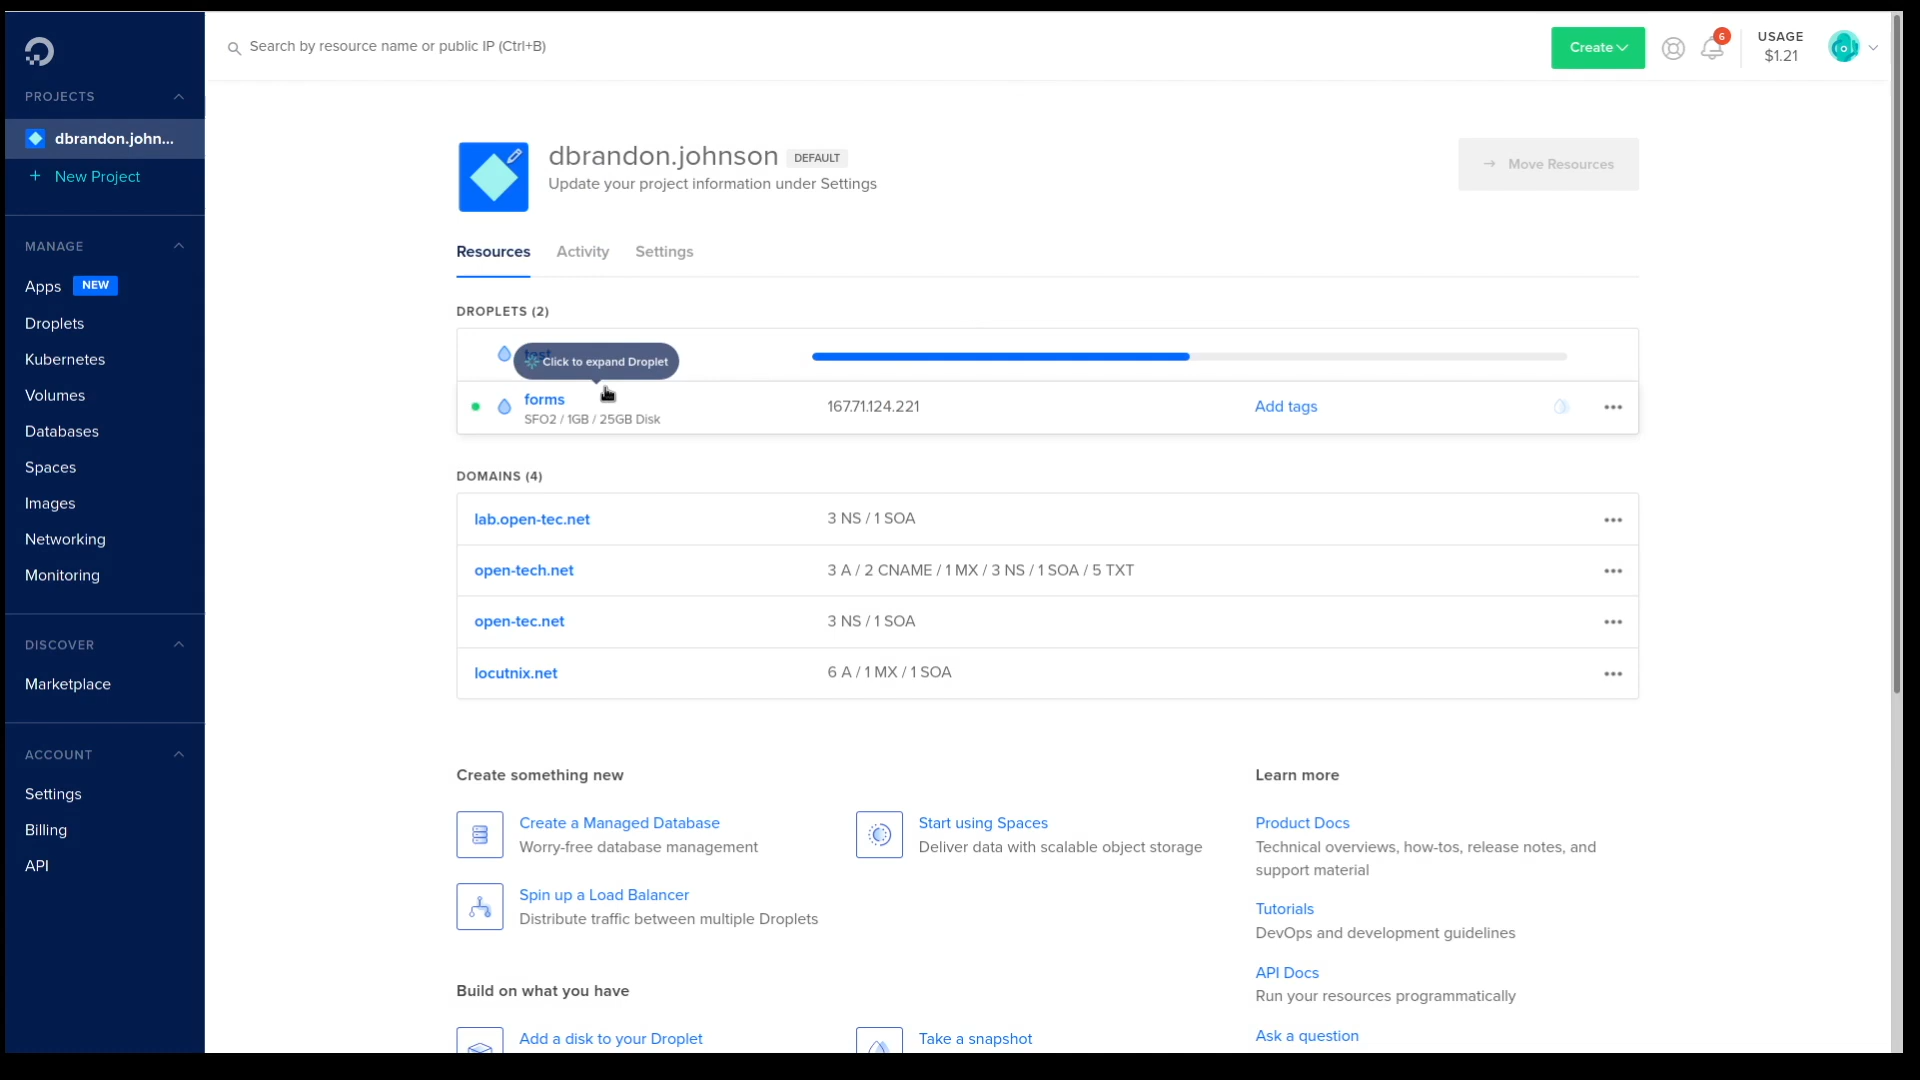 Search by resource name or public IP (Ctrl+B)
Create
6
USAGE
$1.21
PROJECTS
dbrandon.john...
+ New Project
MANAGE
Apps NEW
Droplets
Kubernetes
Volumes
Databases
Spaces
Images
Networking
Monitoring
DISCOVER
Marketplace
ACCOUNT
Settings
Billing
API
dbrandon.johnson DEFAULT
Update your project information under Settings
→ Move Resources
Resources Activity Settings
DROPLETS (2)
test
Click to expand Droplet
forms
SFO2 / 1GB / 25GB Disk
167.71.124.221
Add tags
DOMAINS (4)
lab.open-tec.net 3 NS / 1 SOA
open-tech.net 3 A / 2 CNAME / 1 MX / 3 NS / 1 SOA / 5 TXT
open-tec.net 3 NS / 1 SOA
locutnix.net 6 A / 1 MX / 1 SOA
Create something new
Create a Managed Database
Worry-free database management
Start using Spaces
Deliver data with scalable object storage
Spin up a Load Balancer
Distribute traffic between multiple Droplets
Build on what you have
Add a disk to your Droplet
Take a snapshot
Learn more
Product Docs
Technical overviews, how-tos, release notes, and
support material
Tutorials
DevOps and development guidelines
API Docs
Run your resources programmatically
Ask a question